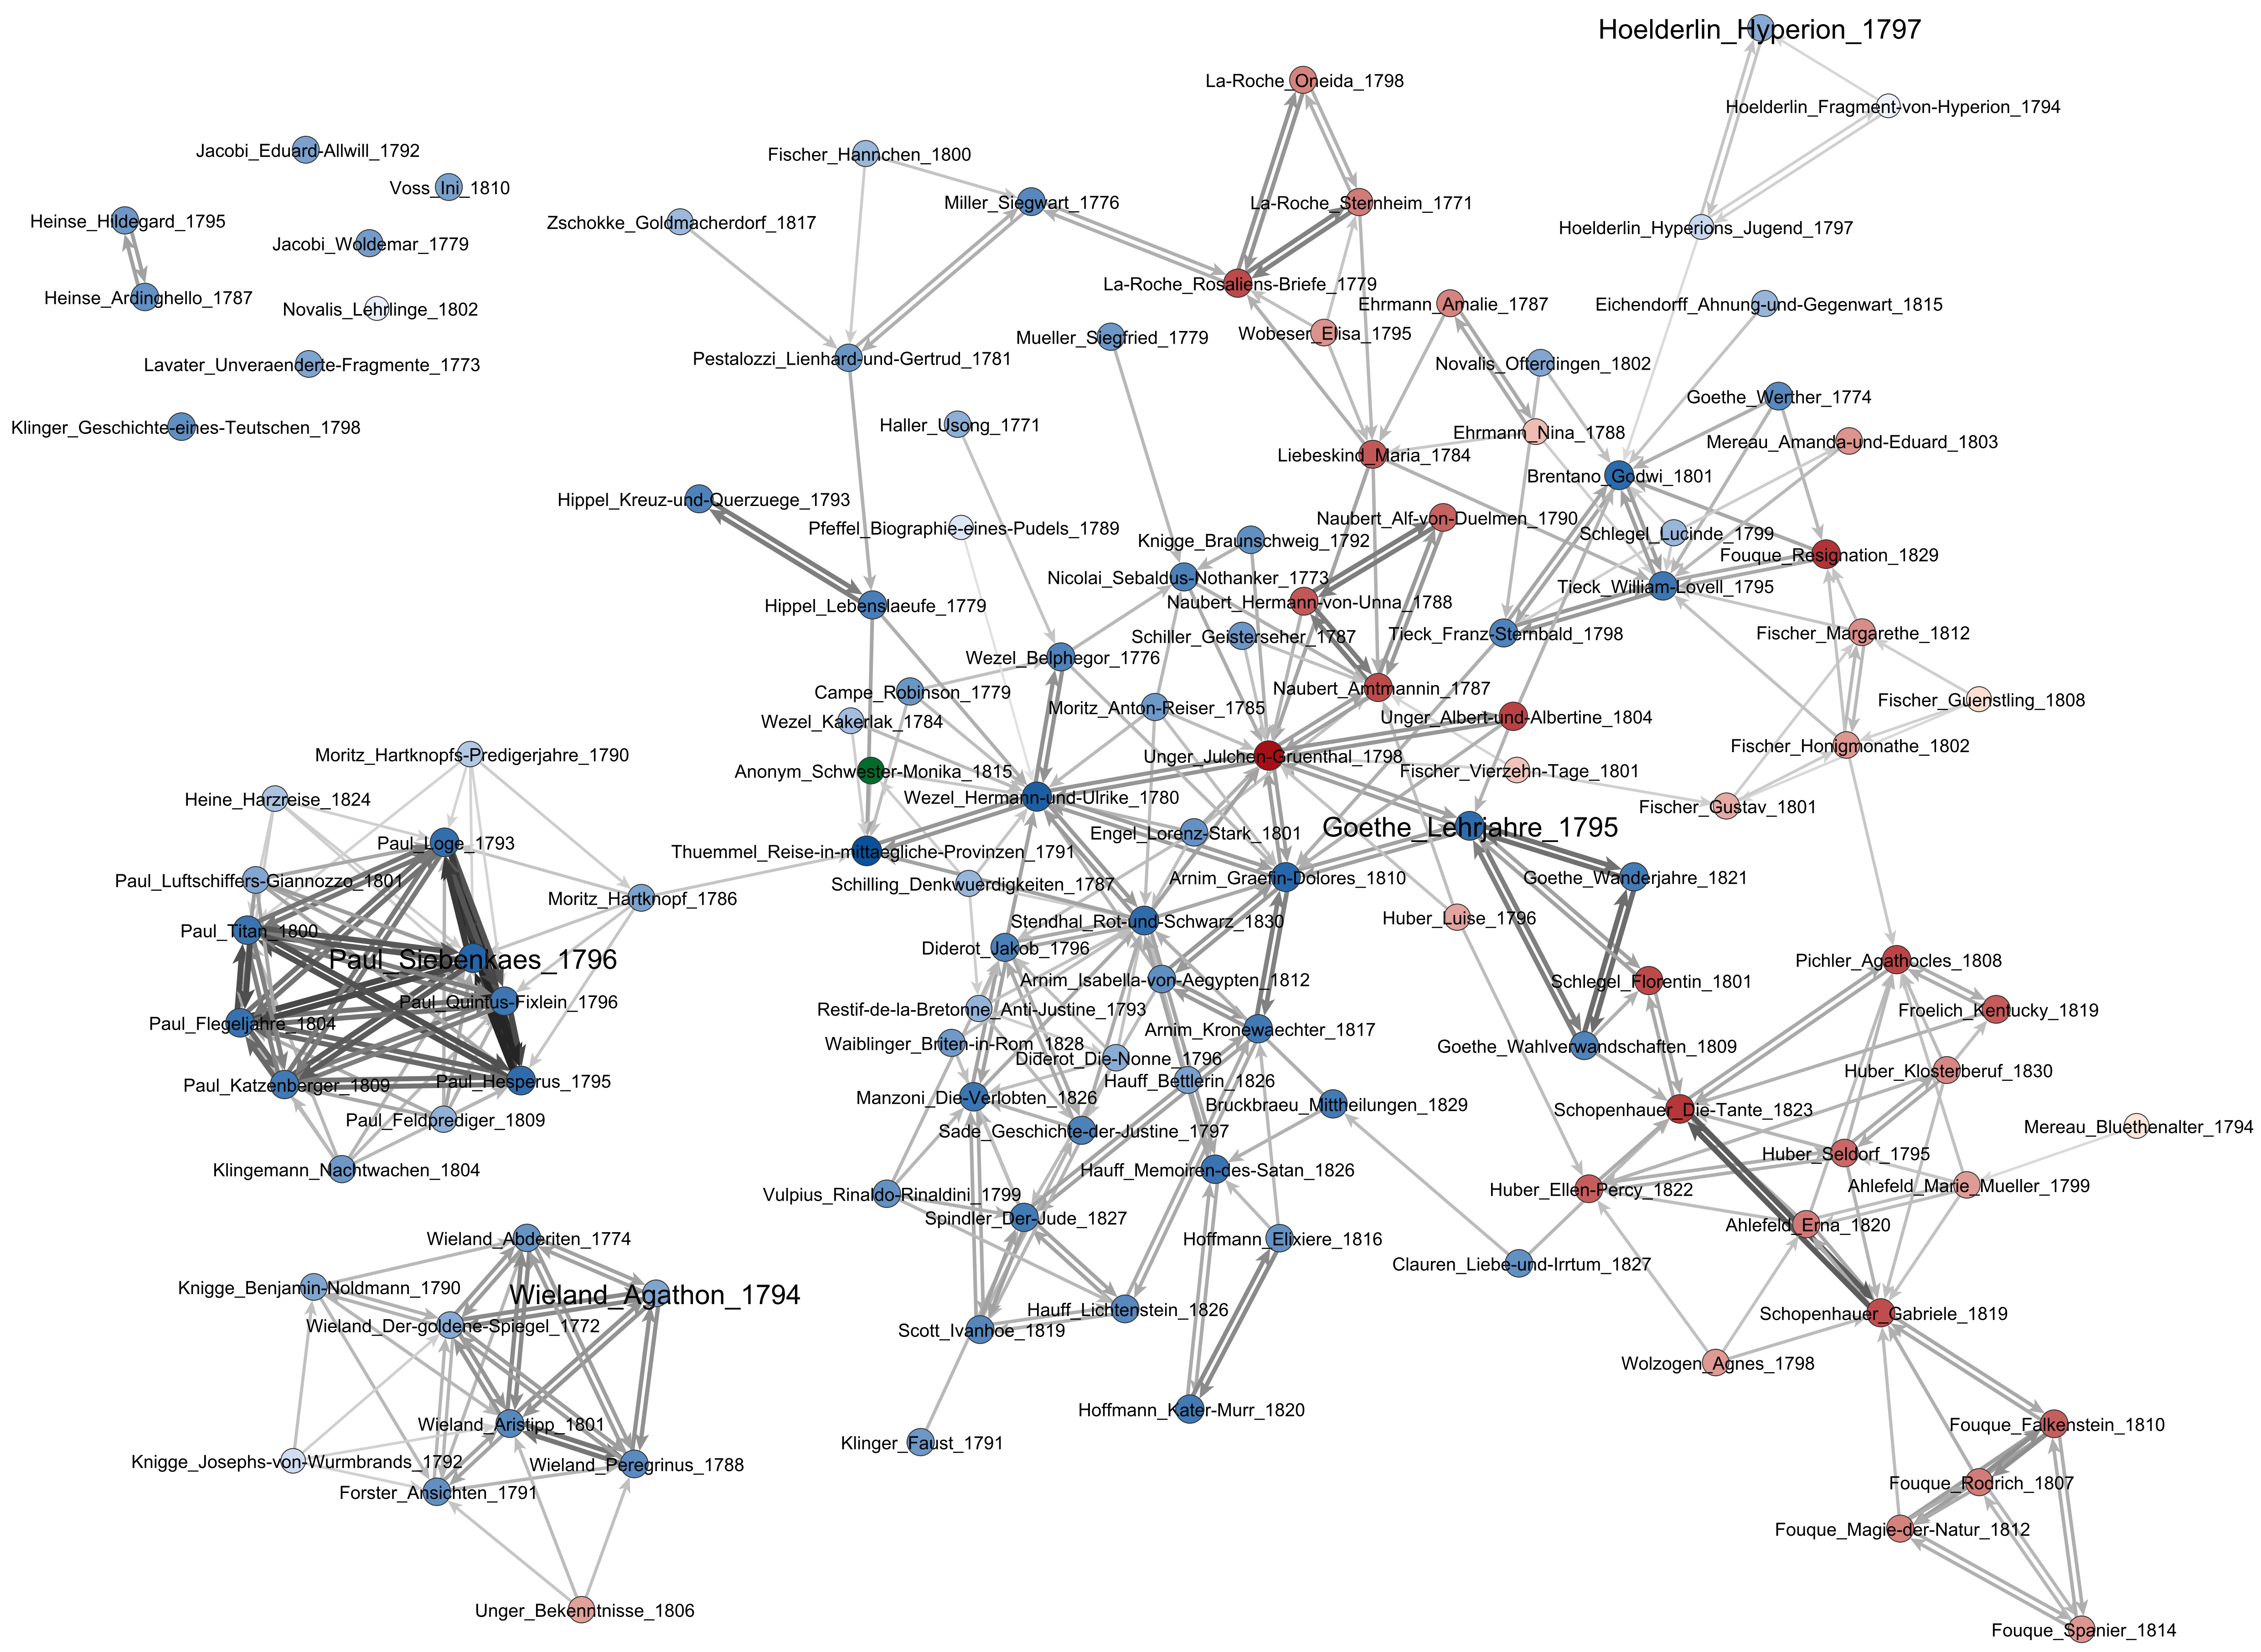 Hoelderlin_Hyperion_1797
La-Roche_Oneida_1798
Hoelderlin_Fragment-von-Hyperion_1794
Jacobi_Eduard-Allwill_1792
Fischer_Hannchen_1800
Voss_Ini_1810
Miller_Siegwart_1776
La-Roche_Sternheim_1771
Heinse_Hildegard_1795
Zschokke_Goldmacherdorf_1817
Hoelderlin_Hyperions_Jugend_1797
Jacobi_Woldemar_1779
La-Roche_Rosaliens-Briefe_1779
Heinse_Ardinghello_1787
Ehrmann_Amalie_1787
Eichendorff_Ahnung-und-Gegenwart_1815
Novalis_Lehrlinge_1802
Mueller_Siegfried_1779
Wobeser_Elisa_1795
Pestalozzi_Lienhard-und-Gertrud_1781
Novalis_Ofterdingen_1802
Lavater_Unveraenderte-Fragmente_1773
Goethe_Werther_1774
Klinger_Geschichte-eines-Teutschen_1798
Haller_Usong_1771
Ehrmann_Nina_1788
Mereau_Amanda-und-Eduard_1803
Liebeskind_Maria_1784
Brentano_Godwi_1801
Hippel_Kreuz-und-Querzuege_1793
Naubert_Alf-von-Duelmen_1790
Pfeffel_Biographie-eines-Pudels_1789
Schlegel_Lucinde_1799
Knigge_Braunschweig_1792
Fouque_Resignation_1829
Nicolai_Sebaldus-Nothanker_1773
Tieck_William-Lovell_1795
Hippel_Lebenslaeufe_1779
Naubert_Hermann-von-Unna_1788
Schiller_Geisterseher_1787
Tieck_Franz-Sternbald_1798
Fischer_Margarethe_1812
Wezel_Belphegor_1776
Campe_Robinson_1779
Naubert_Amtmannin_1787
Fischer_Guenstling_1808
Moritz_Anton-Reiser_1785
Wezel_Kakerlak_1784
Unger_Albert-und-Albertine_1804
Fischer_Honigmonathe_1802
Moritz_Hartknopfs-Predigerjahre_1790
Unger_Julchen-Gruenthal_1798
Anonym_Schwester-Monika_1815
Fischer_Vierzehn-Tage_1801
Heine_Harzreise_1824
Wezel_Hermann-und-Ulrike_1780
Fischer_Gustav_1801
Goethe_Lehrjahre_1795
Engel_Lorenz-Stark_1801
Paul_Loge_1793
Thuemmel_Reise-in-mittaegliche-Provinzen_1791
Paul_Luftschiffers-Giannozzo_1801
Schilling_Denkwuerdigkeiten_1787
Arnim_Graefin-Dolores_1810
Goethe_Wanderjahre_1821
Moritz_Hartknopf_1786
Huber_Luise_1796
Stendhal_Rot-und-Schwarz_1830
Paul_Titan_1800
Diderot_Jakob_1796
Paul_Siebenkaes_1796
Pichler_Agathocles_1808
Arnim_Isabella-von-Aegypten_1812
Schlegel_Florentin_1801
Paul_Quintus-Fixlein_1796
Restif-de-la-Bretonne_Anti-Justine_1793
Froelich_Kentucky_1819
Paul_Flegeljahre_1804
Arnim_Kronewaechter_1817
Waiblinger_Briten-in-Rom_1828
Goethe_Wahlverwandschaften_1809
Diderot_Die-Nonne_1796
Huber_Klosterberuf_1830
Paul_Katzenberger_1809
Paul_Hesperus_1795
Hauff_Bettlerin_1826
Manzoni_Die-Verlobten_1826
Bruckbraeu_Mittheilungen_1829
Schopenhauer_Die-Tante_1823
Paul_Feldprediger_1809
Mereau_Bluethenalter_1794
Sade_Geschichte-der-Justine_1797
Huber_Seldorf_1795
Klingemann_Nachtwachen_1804
Hauff_Memoiren-des-Satan_1826
Ahlefeld_Marie_Mueller_1799
Huber_Ellen-Percy_1822
Vulpius_Rinaldo-Rinaldini_1799
Spindler_Der-Jude_1827
Ahlefeld_Erna_1820
Wieland_Abderiten_1774
Hoffmann_Elixiere_1816
Clauren_Liebe-und-Irrtum_1827
Knigge_Benjamin-Noldmann_1790
Wieland_Agathon_1794
Hauff_Lichtenstein_1826
Schopenhauer_Gabriele_1819
Wieland_Der-goldene-Spiegel_1772
Scott_Ivanhoe_1819
Wolzogen_Agnes_1798
Hoffmann_Kater-Murr_1820
Wieland_Aristipp_1801
Fouque_Falkenstein_1810
Klinger_Faust_1791
Knigge_Josephs-von-Wurmbrands_1792
Wieland_Peregrinus_1788
Fouque_Rodrich_1807
Forster_Ansichten_1791
Fouque_Magie-der-Natur_1812
Unger_Bekenntnisse_1806
Fouque_Spanier_1814